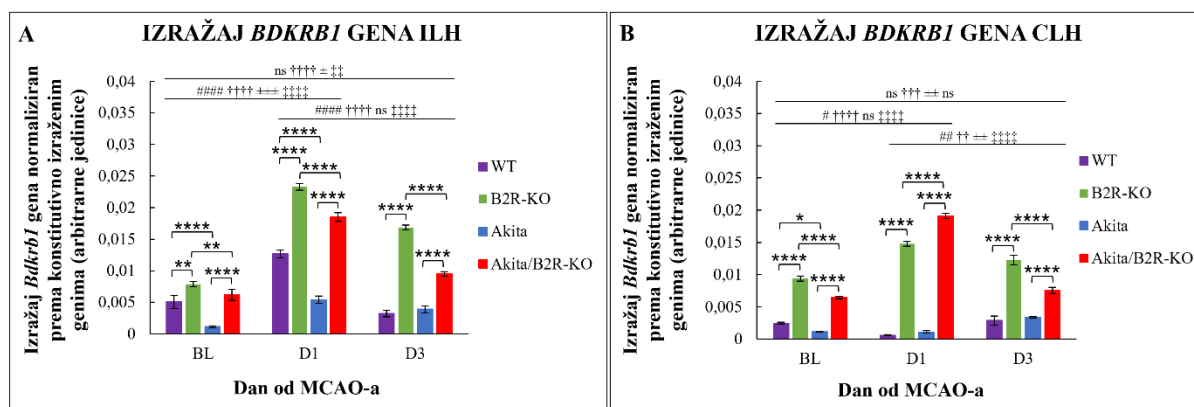 A
IZRAŽAJ BDKRB1 GENA ILH
Izražaj Bdkrb1 gena normaliziran
prema konstitutivno izraženim
genima (arbitrarne jedinice)
0,04
0,035
0,03
0,025
0,02
0,015
0,01
0,005
0
ns †††† ± ‡‡
#### †††† ±±± ‡‡‡‡
#### †††† ns ‡‡‡‡
****
**
**
****
****
****
****
****
****
****
****
BL
D1
D3
Dan od MCAO-a
WT
B2R-KO
Akita
Akita/B2R-KO
B
IZRAŽAJ BDKRB1 GENA CLH
Izražaj Bdkrb1 gena normaliziran
prema konstitutivno izraženim
genima (arbitrarne jedinice)
0,04
0,035
0,03
0,025
0,02
0,015
0,01
0,005
0
ns ††† ±± ns
# †††† ns ‡‡‡‡
## †† ±± ‡‡‡‡
*
****
****
****
****
****
****
****
****
****
BL
D1
D3
Dan od MCAO-a
WT
B2R-KO
Akita
Akita/B2R-KO